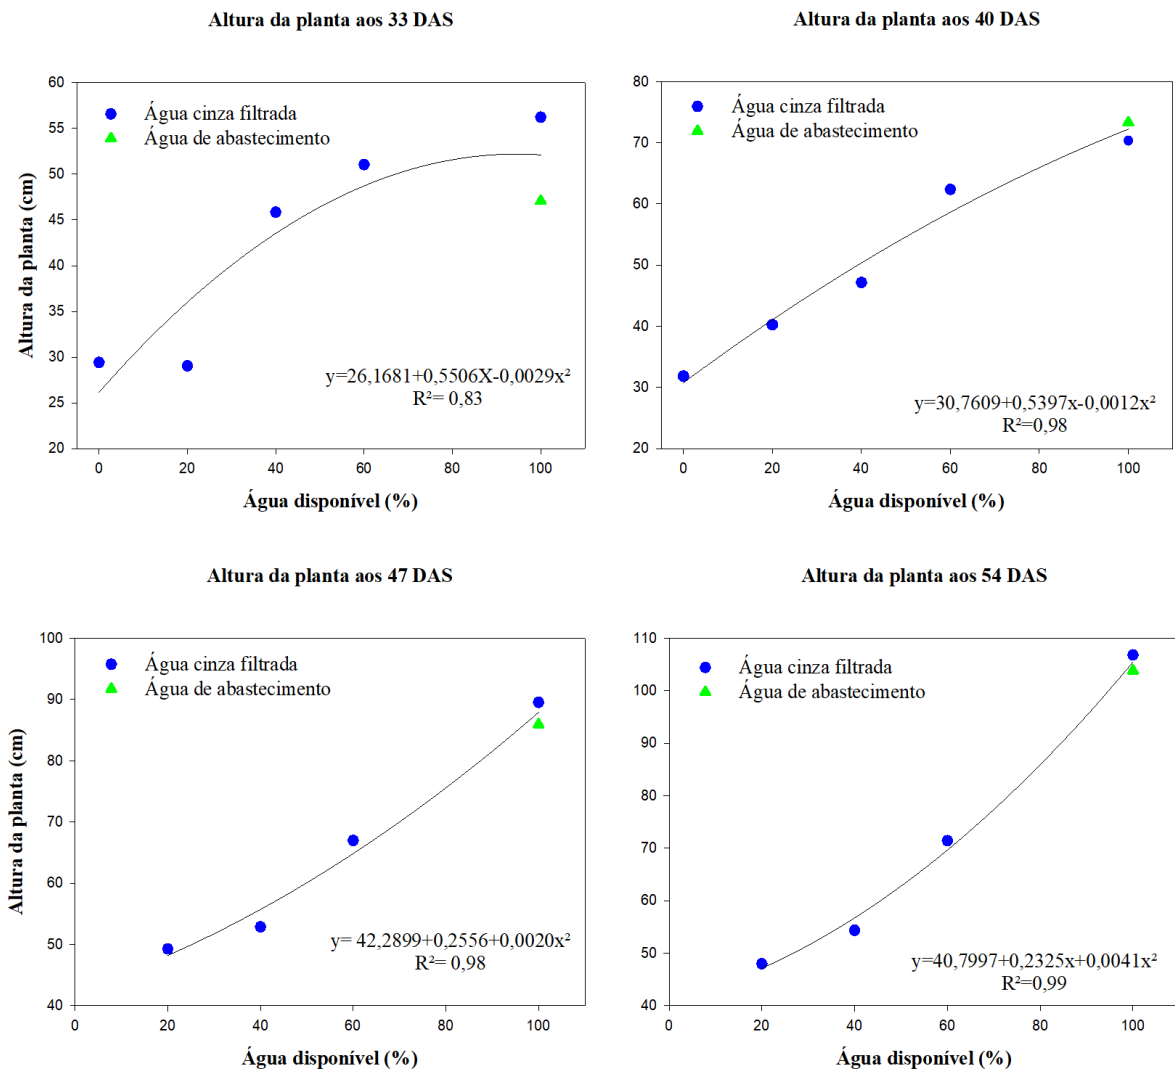 Altura da planta aos 33 DAS
60
55
50
45
40
35
30
25
20
Altura da planta (cm)
Água cinza filtrada
Água de abastecimento
y=26,1681+0,5506X-0,0029x²
R²= 0,83
0 20 40 60 80 100
Água disponível (%)
Altura da planta aos 40 DAS
80
70
60
50
40
30
20
Água cinza filtrada
Água de abastecimento
y=30,7609+0,5397x-0,0012x²
R²=0,98
0 20 40 60 80 100
Água disponível (%)
Altura da planta aos 47 DAS
100
90
80
70
60
50
40
Altura da planta (cm)
Água cinza filtrada
Água de abastecimento
y= 42,2899+0,2556+0,0020x²
R²= 0,98
0 20 40 60 80 100
Água disponível (%)
Altura da planta aos 54 DAS
110
100
90
80
70
60
50
40
Água cinza filtrada
Água de abastecimento
y=40,7997+0,2325x+0,0041x²
R²=0,99
0 20 40 60 80 100
Água disponível (%)